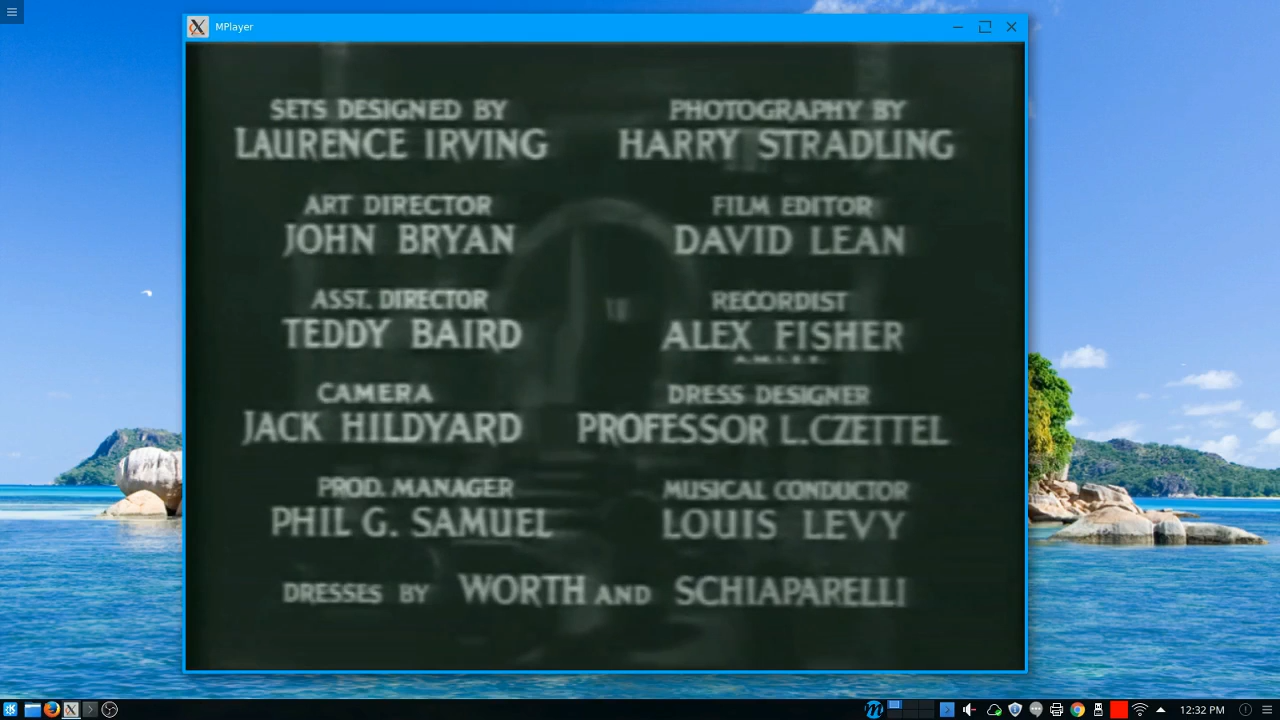 MPlayer
SETS DESIGNED BY
LAURENCE IRVING
PHOTOGRAPHY BY
HARRY STRADLING
ART DIRECTOR
JOHN BRYAN
FILM EDITOR
DAVID LEAN
ASST. DIRECTOR
TEDDY BAIRD
RECORDIST
ALEX FISHER
CAMERA
JACK HILDYARD
DRESS DESIGNER
PROFESSOR L.CZETTEL
PROD. MANAGER
PHIL G. SAMUEL
MUSICAL CONDUCTOR
LOUIS LEVY
DRESSES BY WORTH AND SCHIAPARELLI
12:32 PM